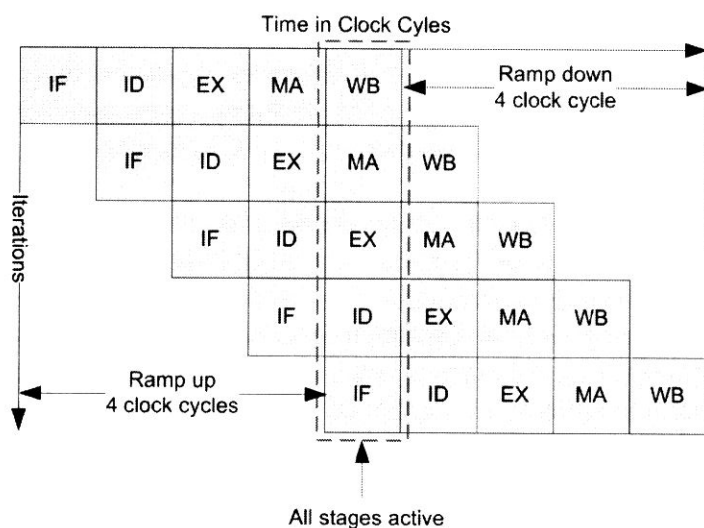 Time in Clock Cyles
IF ID EX MA WB
Ramp down
4 clock cycle
IF ID EX MA WB
Iterations
IF ID EX MA WB
IF ID EX MA WB
Ramp up
4 clock cycles
IF ID EX MA WB
All stages active